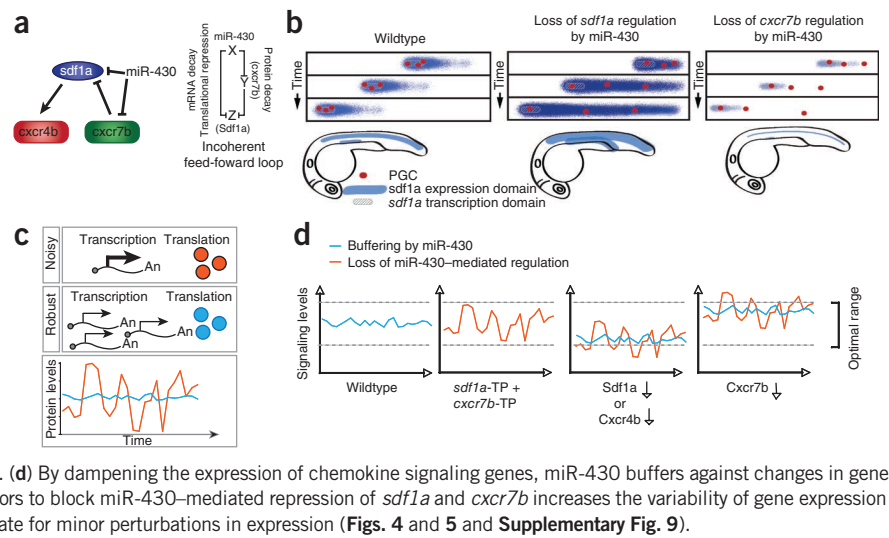 a
sdf1a
miR-430
cxcr4b
cxcr7b
mRNA decay
Translational repression
miR-430
X
Y
Z
(Sdf1a)
Protein decay
(cxcr7b)
Incoherent
feed-foward loop
b
Wildtype
Loss of sdf1a regulation
by miR-430
Loss of cxcr7b regulation
by miR-430
Time
Time
Time
PGC
sdf1a expression domain
sdf1a transcription domain
c
Noisy
Transcription
Translation
An
Robust
Transcription
Translation
An
An
An
Protein levels
Time
d
Buffering by miR-430
Loss of miR-430–mediated regulation
Signaling levels
Optimal range
Wildtype
sdf1a-TP +
cxcr7b-TP
Sdf1a
or
Cxcr4b
Cxcr7b
. (d) By dampening the expression of chemokine signaling genes, miR-430 buffers against changes in gene
ors to block miR-430–mediated repression of sdf1a and cxcr7b increases the variability of gene expression
ate for minor perturbations in expression (Figs. 4 and 5 and Supplementary Fig. 9).